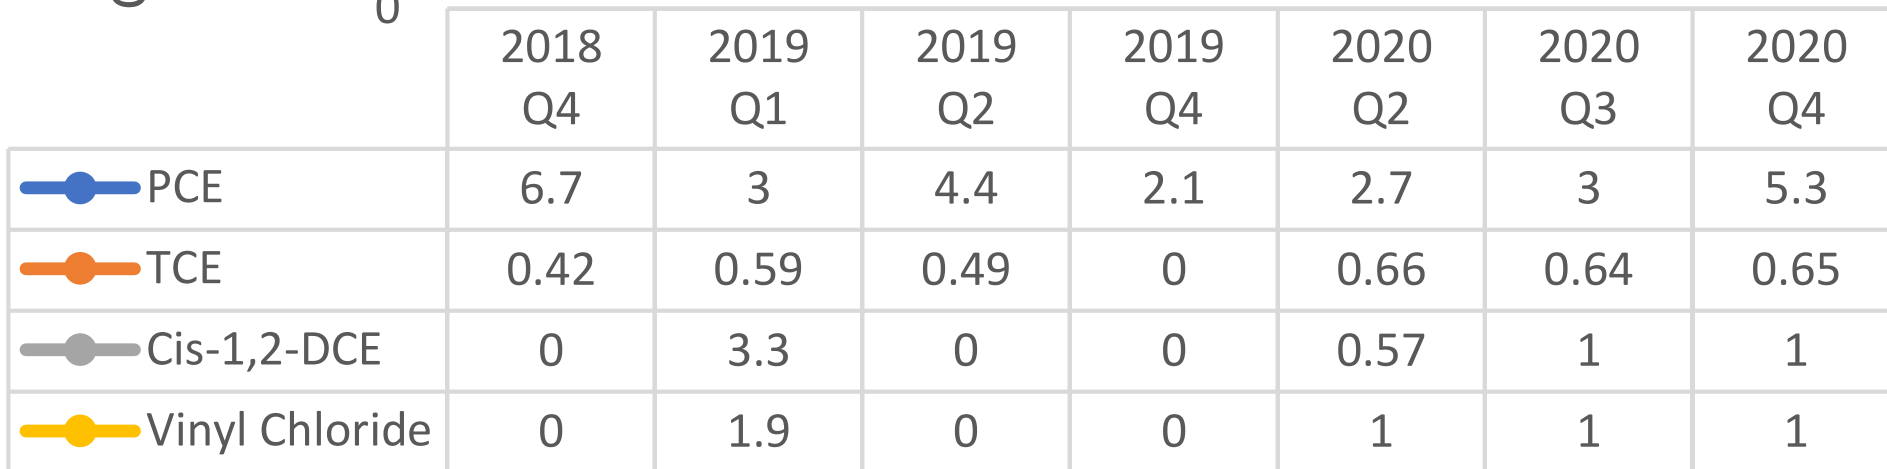 0
2018 2019 2019 2019 2020 2020 2020
Q4 Q1 Q2 Q4 Q2 Q3 Q4
PCE 6.7 3 4.4 2.1 2.7 3 5.3
TCE 0.42 0.59 0.49 0 0.66 0.64 0.65
Cis-1,2-DCE 0 3.3 0 0 0.57 1 1
Vinyl Chloride 0 1.9 0 0 1 1 1